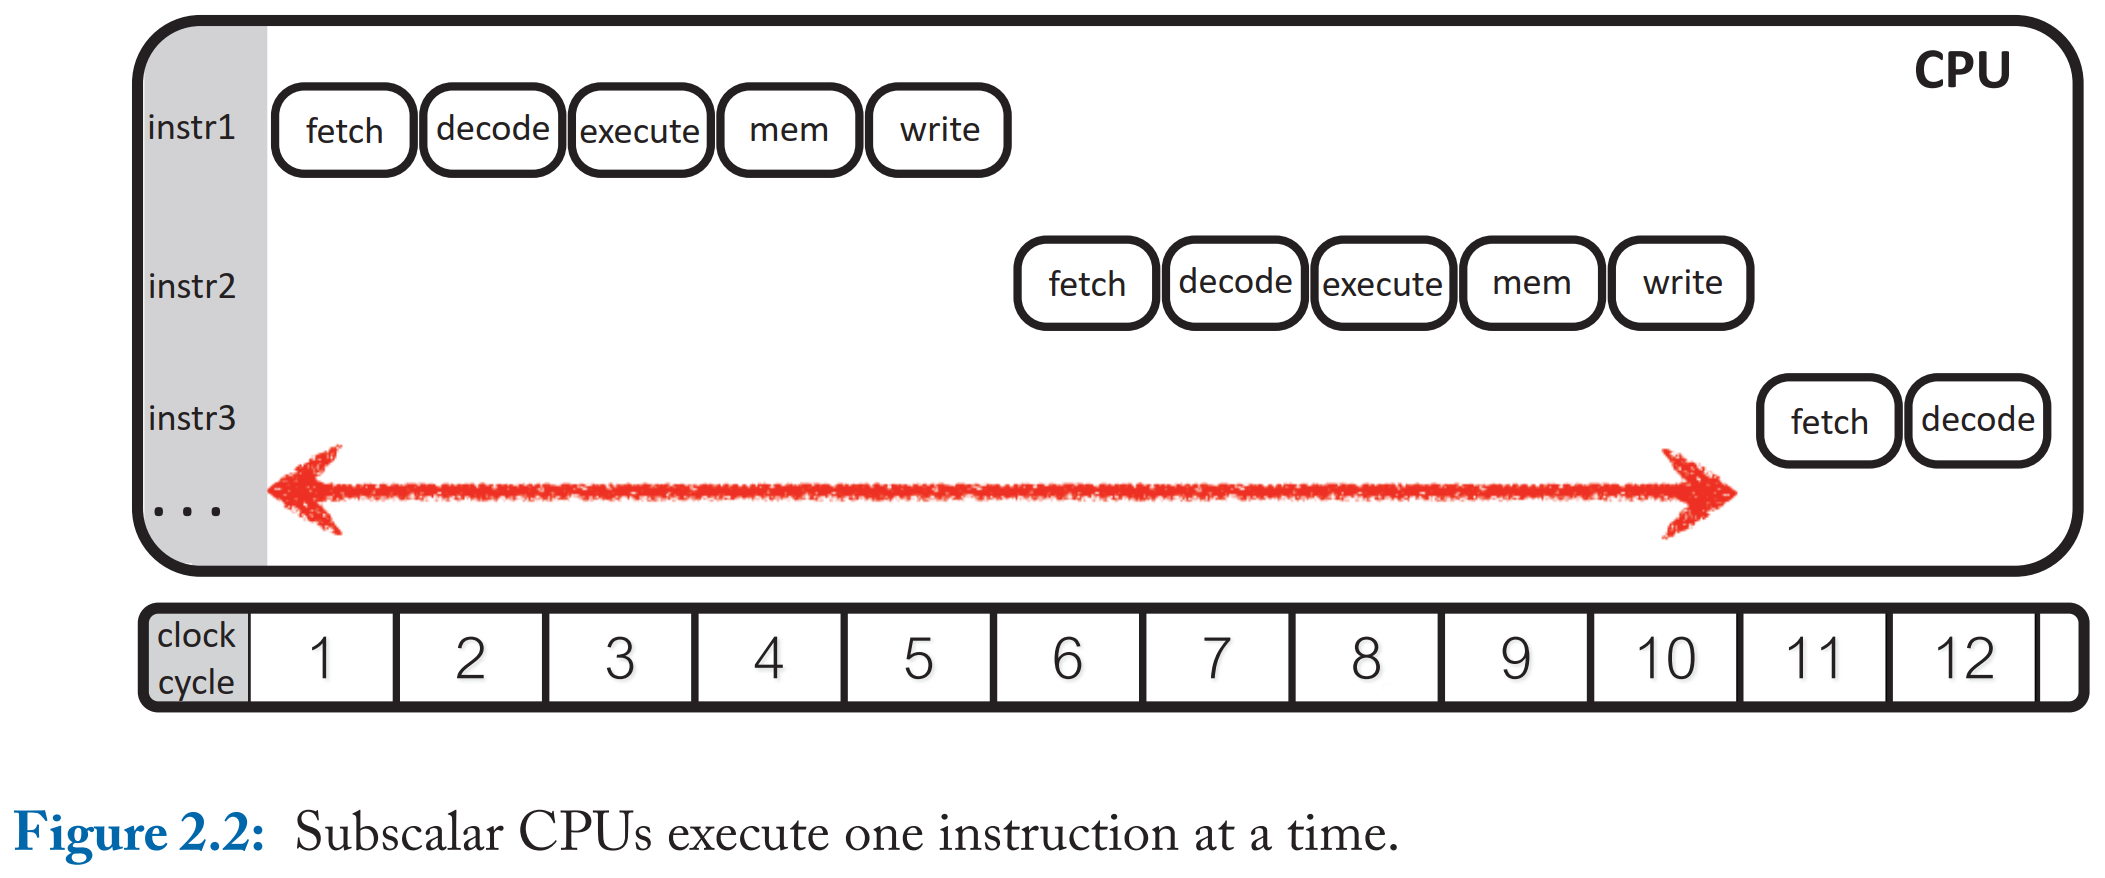 CPU
instr1 fetch decode execute mem write
instr2 fetch decode execute mem write
instr3 fetch decode
. . .
clock cycle 1 2 3 4 5 6 7 8 9 10 11 12
Figure 2.2: Subscalar CPUs execute one instruction at a time.